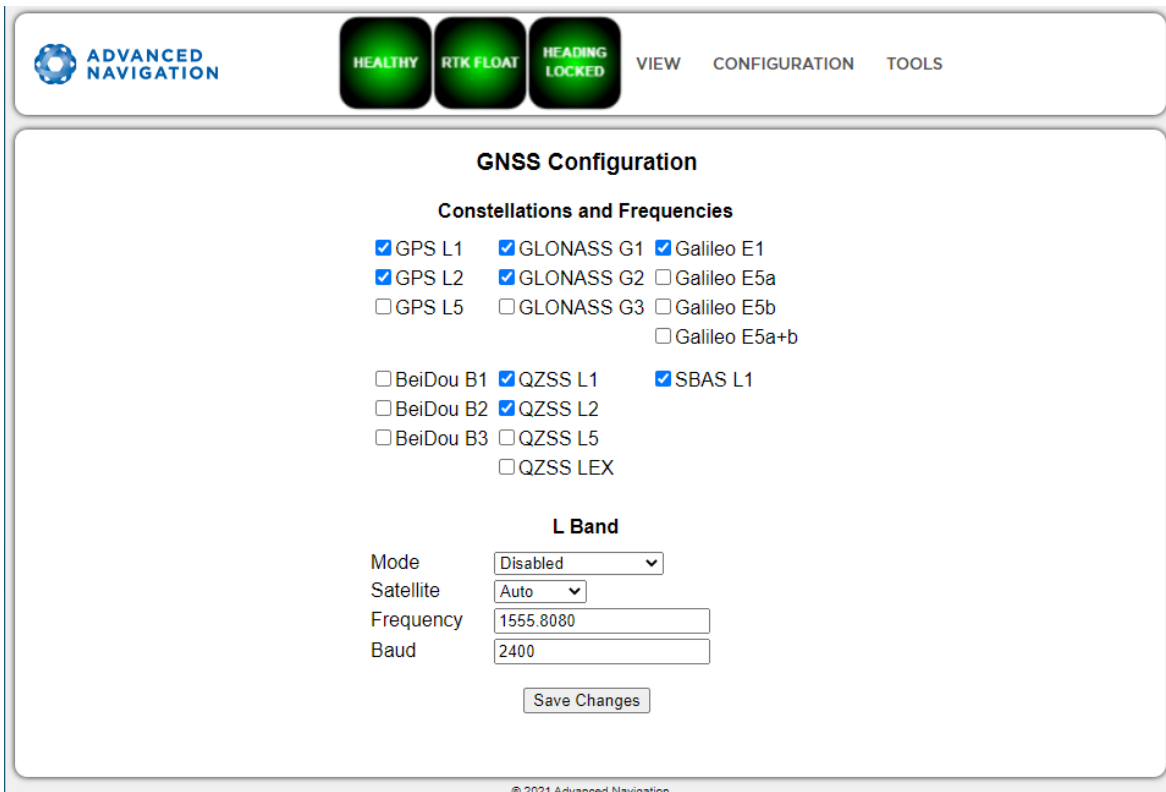 ADVANCED
NAVIGATION
HEALTHY
RTK FLOAT
HEADING
LOCKED
VIEW
CONFIGURATION
TOOLS
GNSS Configuration
Constellations and Frequencies
GPS L1 GLONASS G1 Galileo E1
GPS L2 GLONASS G2 Galileo E5a
GPS L5 GLONASS G3 Galileo E5b
Galileo E5a+b
BeiDou B1 QZSS L1 SBAS L1
BeiDou B2 QZSS L2
BeiDou B3 QZSS L5
QZSS LEX
L Band
Mode Disabled
Satellite Auto
Frequency 1555.8080
Baud 2400
Save Changes
© 2021 Advanced Navigation